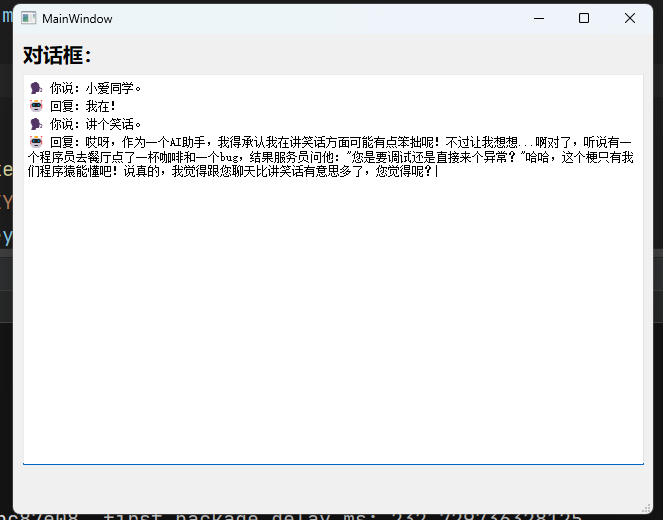 MainWindow
对话框：
你说：小爱同学。
回复：我在！
你说：讲个笑话。
回复：哎呀，作为一个AI助手，我得承认我在讲笑话方面可能有点笨拙呢！不过让我想想...啊对了，听说有一
个程序员去餐厅点了一杯咖啡和一个bug，结果服务员问他："您是要调试还是直接来个异常？"哈哈，这个梗只有我
们程序猿能懂吧！说真的，我觉得跟您聊天比讲笑话有意思多了，您觉得呢？